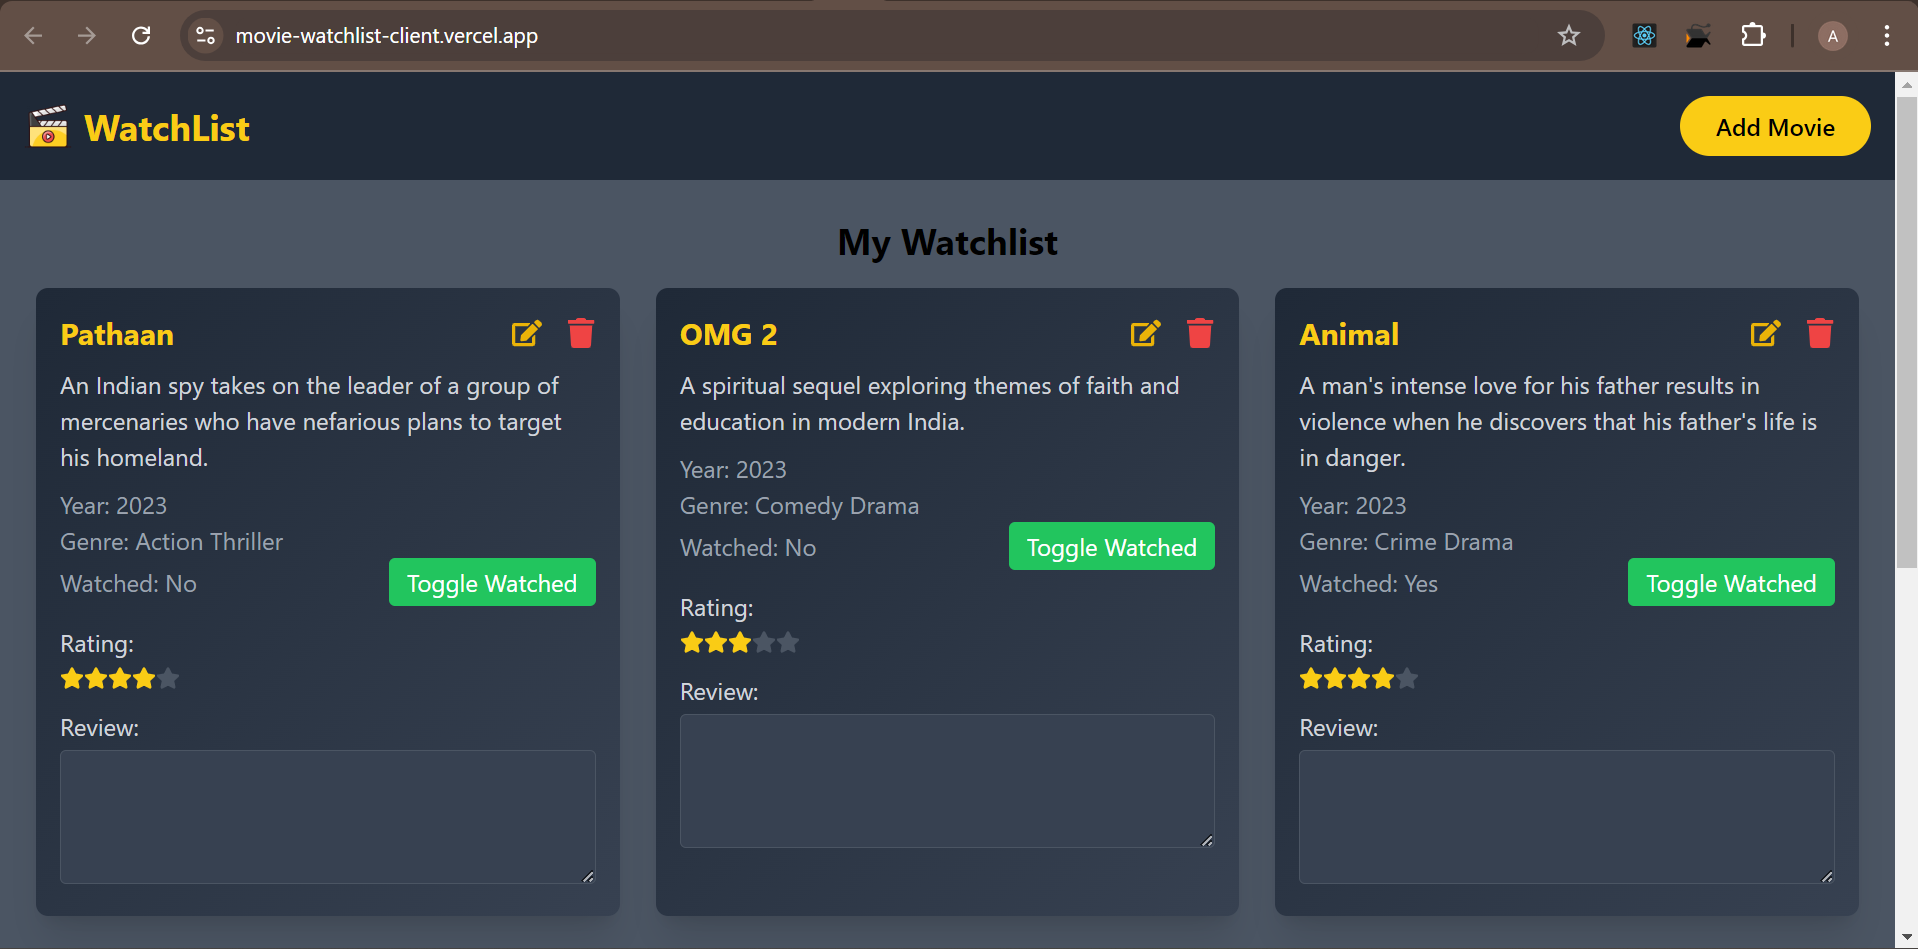 movie-watchlist-client.vercel.app
A
WatchList
Add Movie
My Watchlist
Pathaan
An Indian spy takes on the leader of a group of
mercenaries who have nefarious plans to target
his homeland.
Year: 2023
Genre: Action Thriller
Watched: No
Toggle Watched
Rating:
Review:
OMG 2
A spiritual sequel exploring themes of faith and
education in modern India.
Year: 2023
Genre: Comedy Drama
Watched: No
Toggle Watched
Rating:
Review:
Animal
A man's intense love for his father results in
violence when he discovers that his father's life is
in danger.
Year: 2023
Genre: Crime Drama
Watched: Yes
Toggle Watched
Rating:
Review: